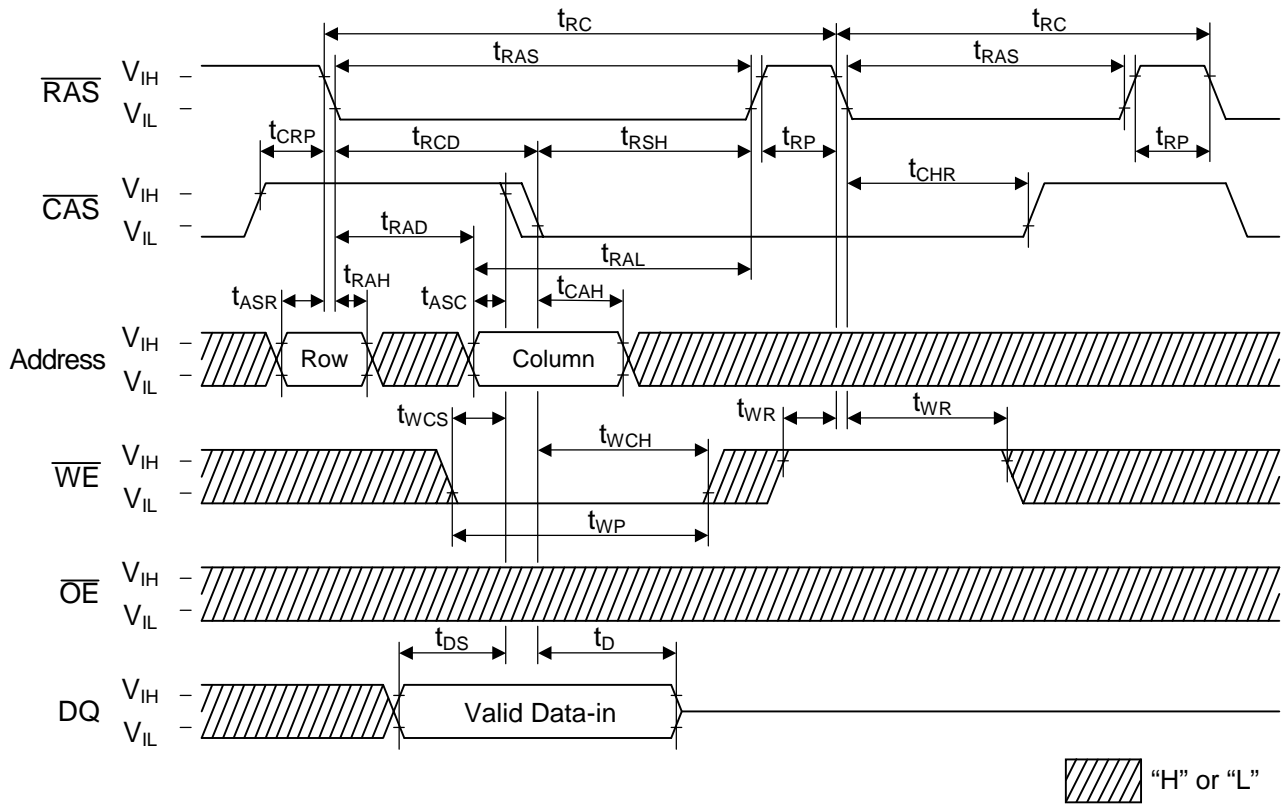 tRC tRC
tRAS tRAS
RAS VIH
VIL
tCRP tRCD tRSH tRP tRP
CAS VIH
VIL
tCHR
tRAD
tRAL
tASR tRAH tASC tCAH
Address VIH
VIL
Row Column
tWCS tWCH tWR tWR
WE VIH
VIL
tWP
OE VIH
VIL
tDS tD
DQ VIH
VIL
Valid Data-in
“H” or “L”